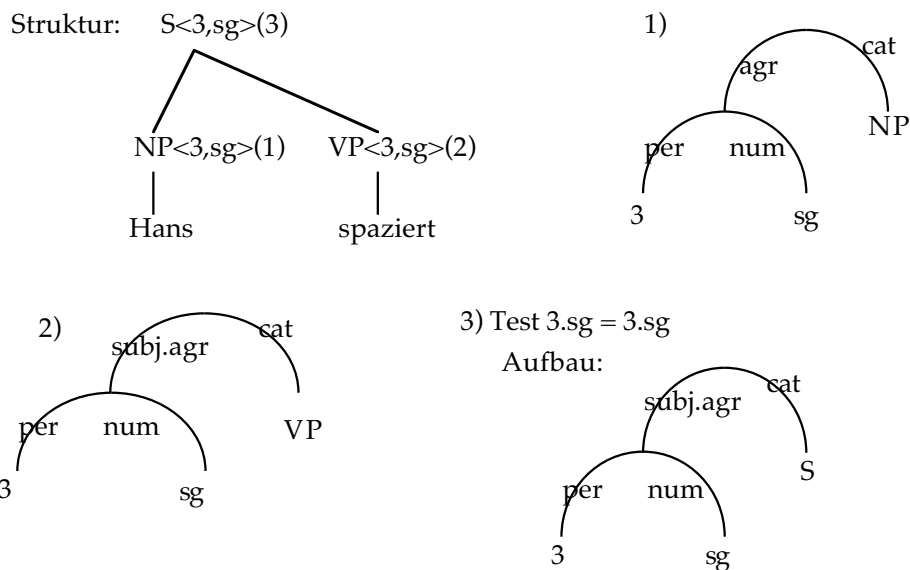 Struktur: S<3,sg>(3)
NP<3,sg>(1) VP<3,sg>(2)
Hans spaziert
1)
cat
agr
NP
per num
3 sg
2)
cat
subj.agr
per num
VP
3 sg
3) Test 3.sg = 3.sg
Aufbau:
cat
subj.agr
S
per num
3 sg